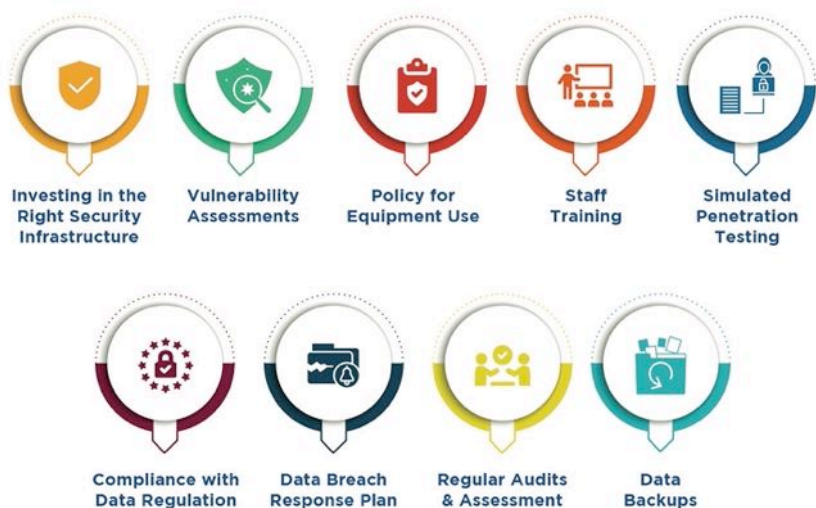 Investing in the
Right Security
Infrastructure
Vulnerability
Assessments
Policy for
Equipment Use
Staff
Training
Simulated
Penetration
Testing
Compliance with
Data Regulation
Data Breach
Response Plan
Regular Audits
& Assessment
Data
Backups